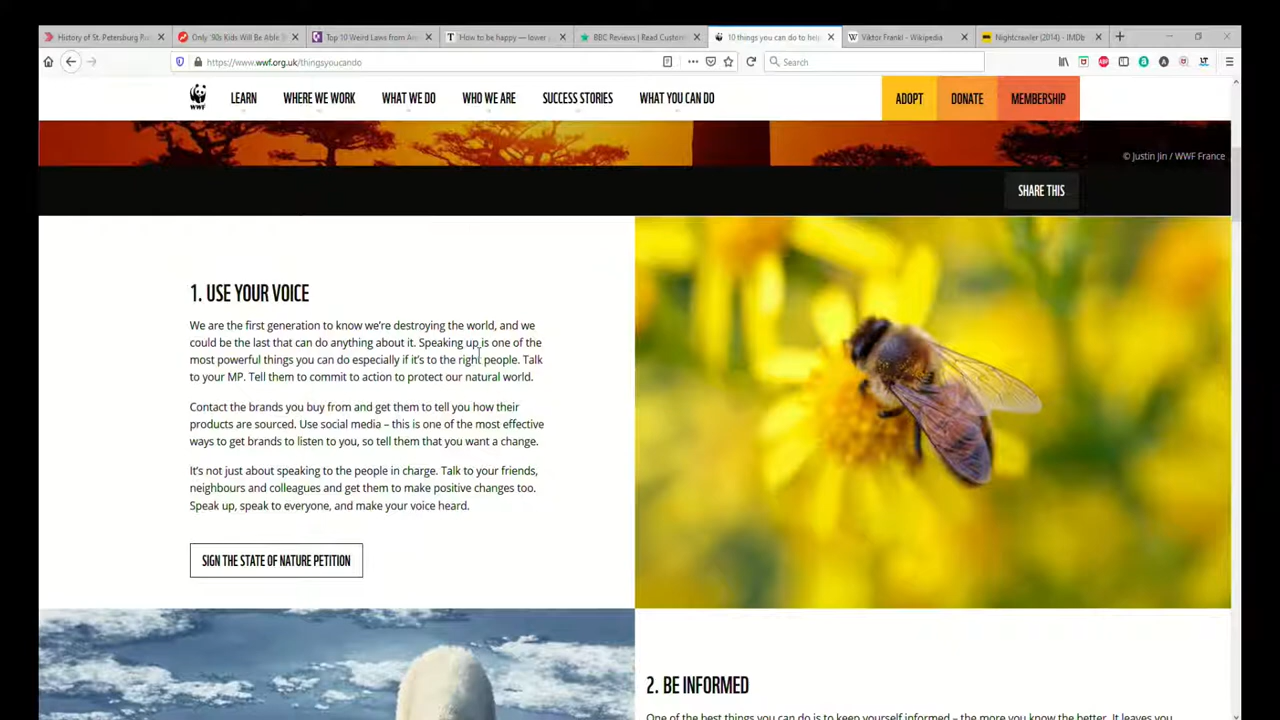 History of St. Petersburg Rus
Only '90s Kids Will Be Able
Top 10 Weird Laws from Aro
How to be happy — lower y
BBC Reviews | Read Custom
10 things you can do to help
Viktor Frankl - Wikipedia
Nightcrawler (2014) - IMDb
https://www.wwf.org.uk/thingsyoucando
Search
WWF
LEARN
WHERE WE WORK
WHAT WE DO
WHO WE ARE
SUCCESS STORIES
WHAT YOU CAN DO
ADOPT
DONATE
MEMBERSHIP
© Justin Jin / WWF France
SHARE THIS
1. USE YOUR VOICE
We are the first generation to know we're destroying the world, and we
could be the last that can do anything about it. Speaking up is one of the
most powerful things you can do especially if it's to the right people. Talk
to your MP. Tell them to commit to action to protect our natural world.
Contact the brands you buy from and get them to tell you how their
products are sourced. Use social media – this is one of the most effective
ways to get brands to listen to you, so tell them that you want a change.
It's not just about speaking to the people in charge. Talk to your friends,
neighbours and colleagues and get them to make positive changes too.
Speak up, speak to everyone, and make your voice heard.
SIGN THE STATE OF NATURE PETITION
2. BE INFORMED
One of the best things you can do is to keep yourself informed – the more you know the better. It leaves you